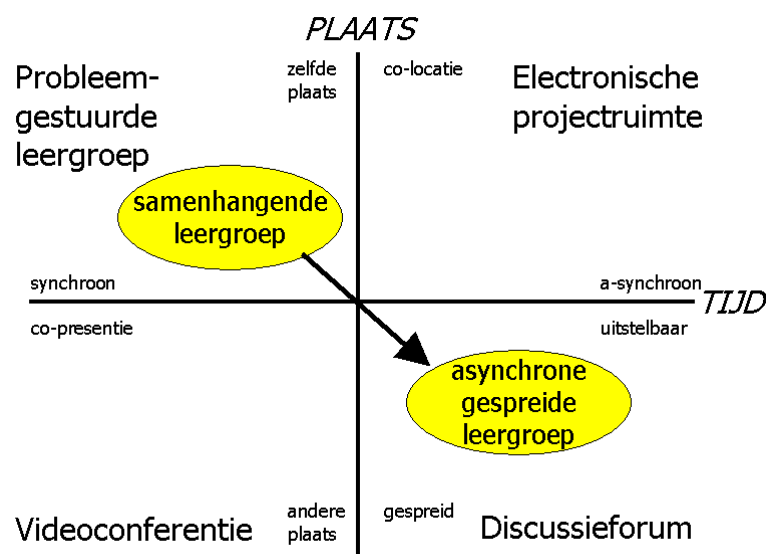 PLAATS
Probleem-
gestuurde
leergroep
zelfde
plaats
co-locatie
Electronische
projectruimte
samenhangende
leergroep
synchroon
a-synchroon
TIJD
co-presentie
uitstelbaar
asynchrone
gespreide
leergroep
Videoconferentie
andere
plaats
gespreid
Discussieforum